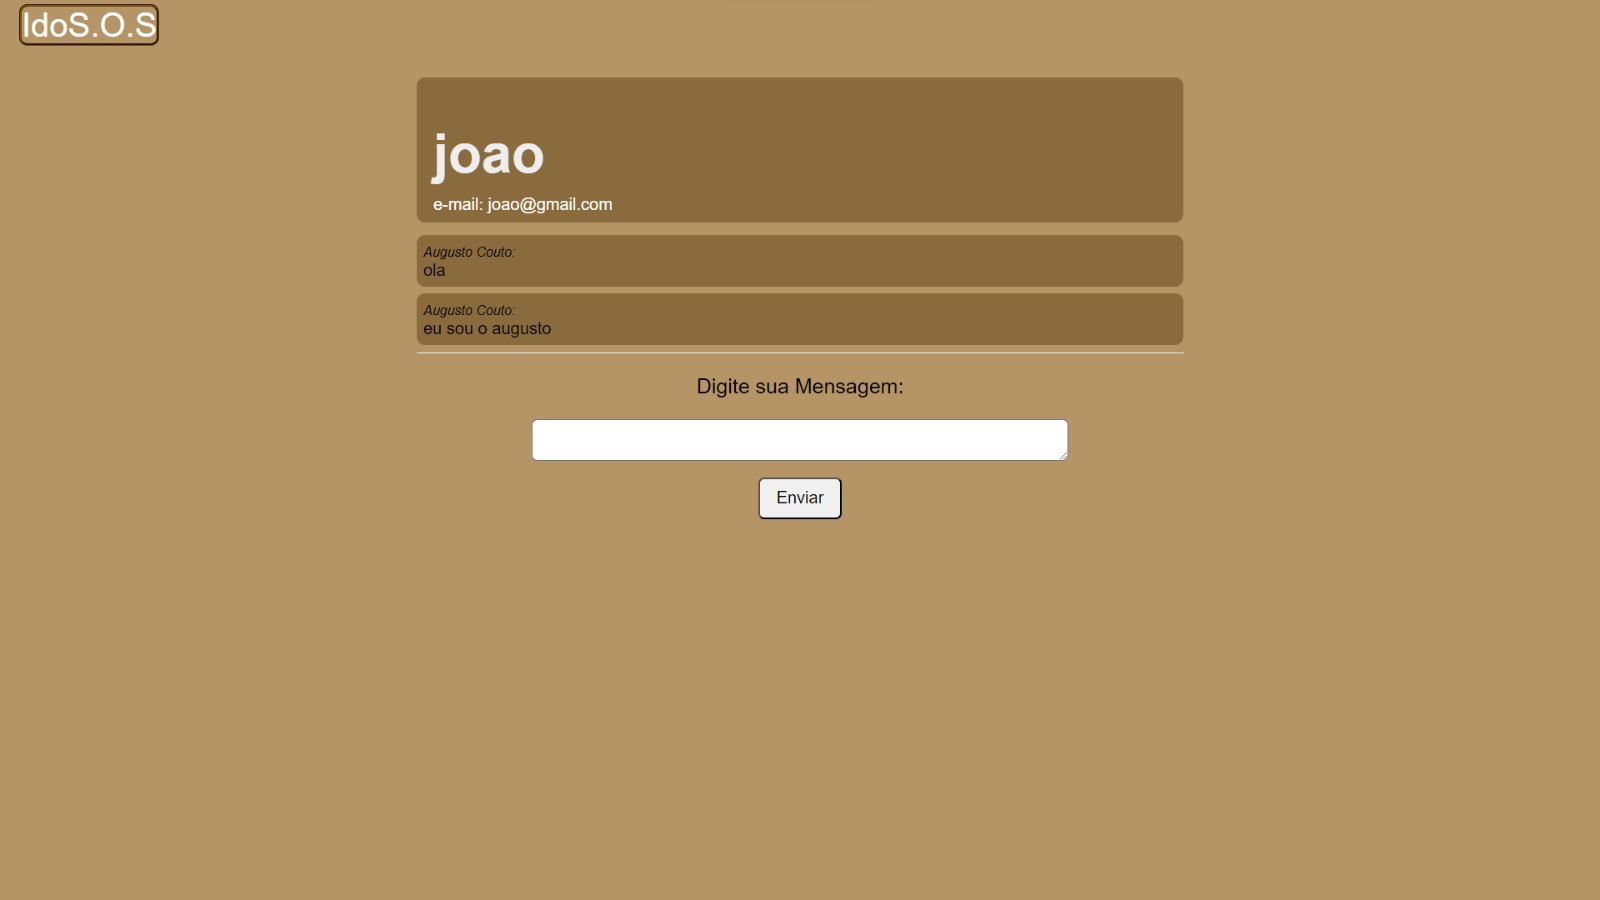 IdoS.O.S
joao
e-mail: joao@gmail.com
Augusto Couto:
ola
Augusto Couto:
eu sou o augusto
Digite sua Mensagem:
Enviar